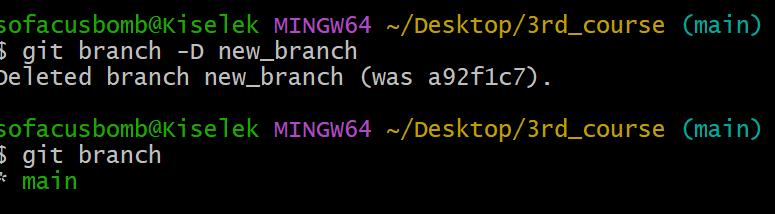 sofacusbomb@Kiselek MINGW64 ~/Desktop/3rd_course (main)
$ git branch -D new_branch
Deleted branch new_branch (was a92f1c7).
sofacusbomb@Kiselek MINGW64 ~/Desktop/3rd_course (main)
$ git branch
* main